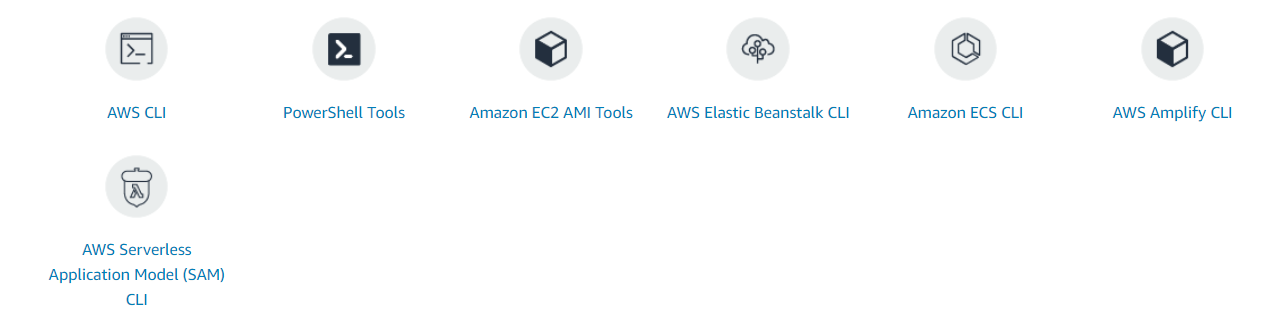 AWS CLI
PowerShell Tools
Amazon EC2 AMI Tools
AWS Elastic Beanstalk CLI
Amazon ECS CLI
AWS Amplify CLI
AWS Serverless
Application Model (SAM)
CLI